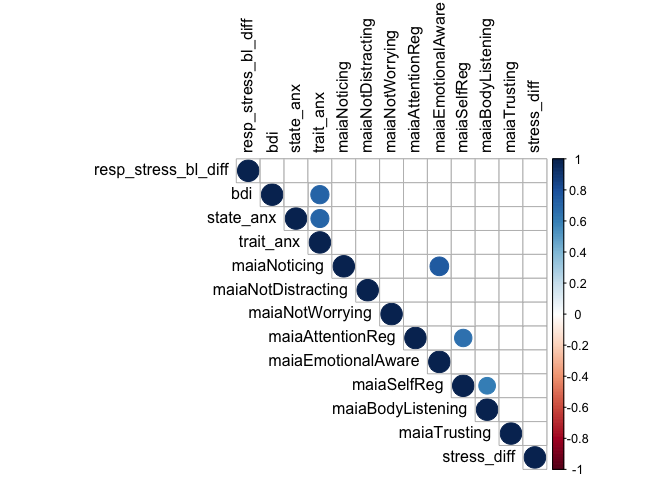 resp_stress_bl_diff
bdi
state_anx
trait_anx
maiaNoticing
maiaNotDistracting
maiaNotWorrying
maiaAttentionReg
maiaEmotionalAware
maiaSelfReg
maiaBodyListening
maiaTrusting
stress_diff
resp_stress_bl_diff
bdi
state_anx
trait_anx
maiaNoticing
maiaNotDistracting
maiaNotWorrying
maiaAttentionReg
maiaEmotionalAware
maiaSelfReg
maiaBodyListening
maiaTrusting
stress_diff
1
0.8
0.6
0.4
0.2
0
-0.2
-0.4
-0.6
-0.8
-1